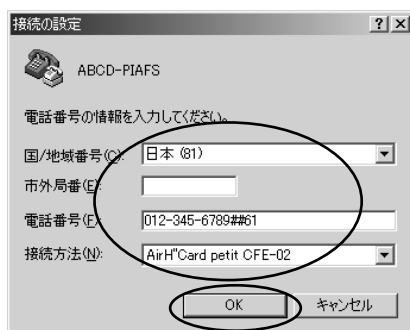 接続の設定
ABCD-PIAFS
電話番号の情報を入力してください。
国/地域番号(C): 日本 (81)
市外局番(E):
電話番号(F): 012-345-6789##61
接続方法(N): AirH"Card petit CFE-02
OK キャンセル